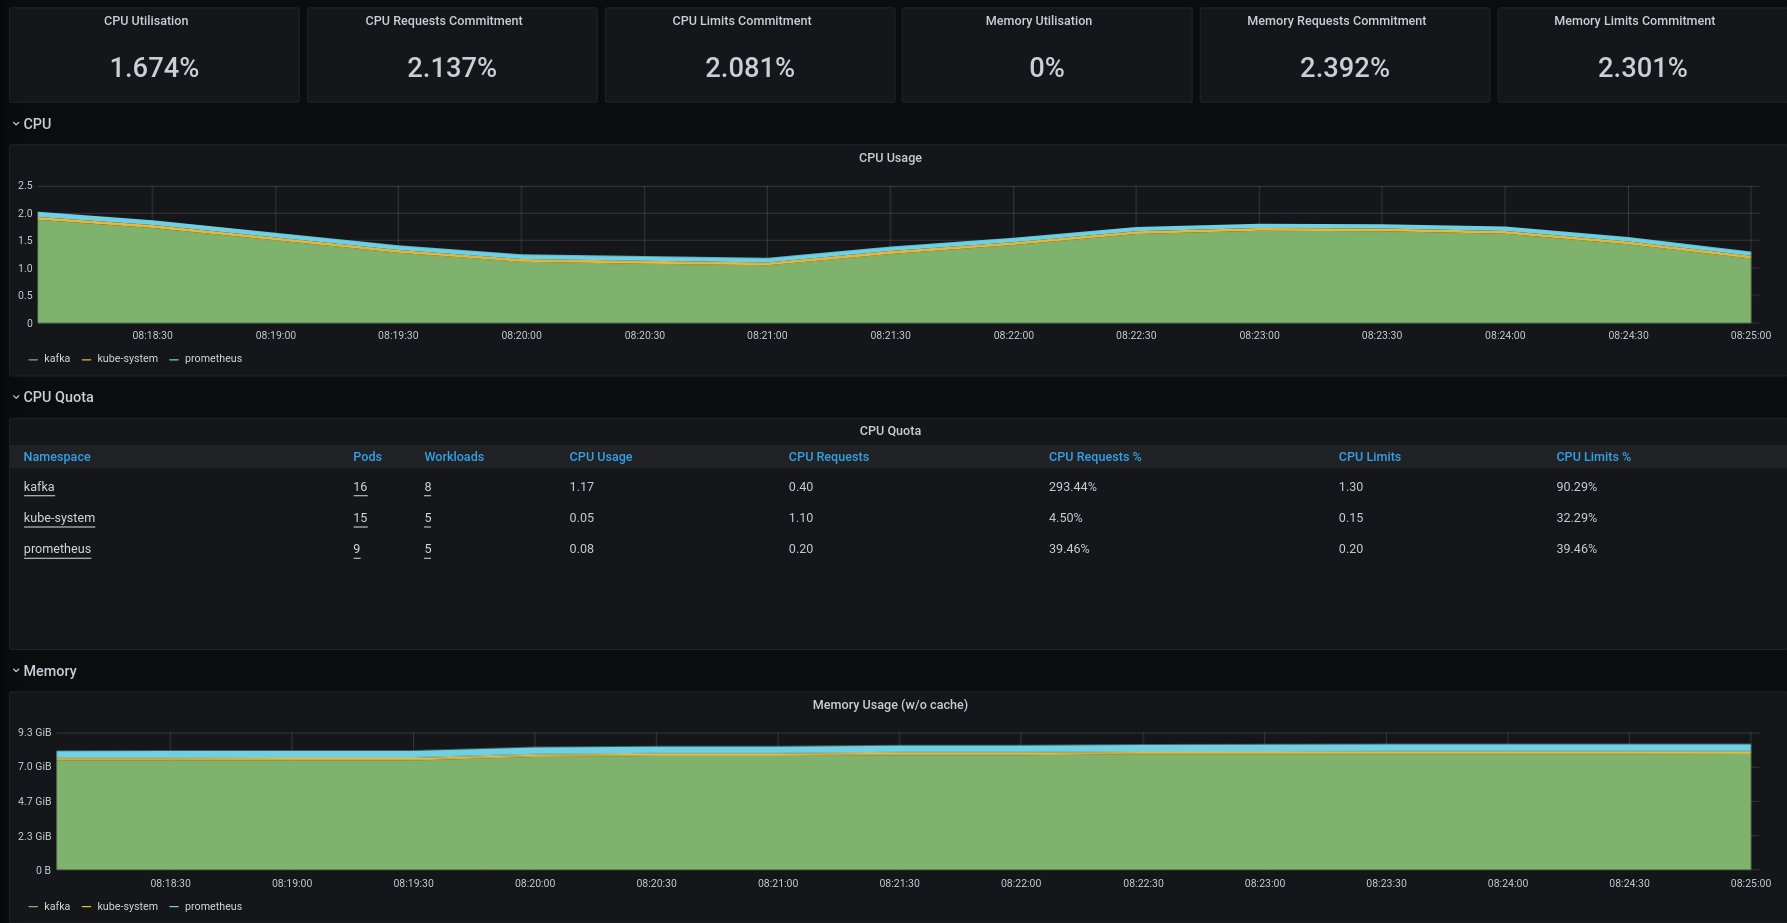 CPU Utilisation CPU Requests Commitment CPU Limits Commitment Memory Utilisation Memory Requests Commitment Memory Limits Commitment
1.674% 2.137% 2.081% 0% 2.392% 2.301%
CPU
CPU Usage
2.5
2.0
1.5
1.0
0.5
0
08:18:30 08:19:00 08:19:30 08:20:00 08:20:30 08:21:00 08:21:30 08:22:00 08:22:30 08:23:00 08:23:30 08:24:00 08:24:30 08:25:00
kafka kube-system prometheus
CPU Quota
CPU Quota
Namespace Pods Workloads CPU Usage CPU Requests CPU Requests % CPU Limits CPU Limits %
kafka 16 8 1.17 0.40 293.44% 1.30 90.29%
kube-system 15 5 0.05 1.10 4.50% 0.15 32.29%
prometheus 9 5 0.08 0.20 39.46% 0.20 39.46%
Memory
Memory Usage (w/o cache)
9.3 GiB
7.0 GiB
4.7 GiB
2.3 GiB
0 B
08:18:30 08:19:00 08:19:30 08:20:00 08:20:30 08:21:00 08:21:30 08:22:00 08:22:30 08:23:00 08:23:30 08:24:00 08:24:30 08:25:00
kafka kube-system prometheus